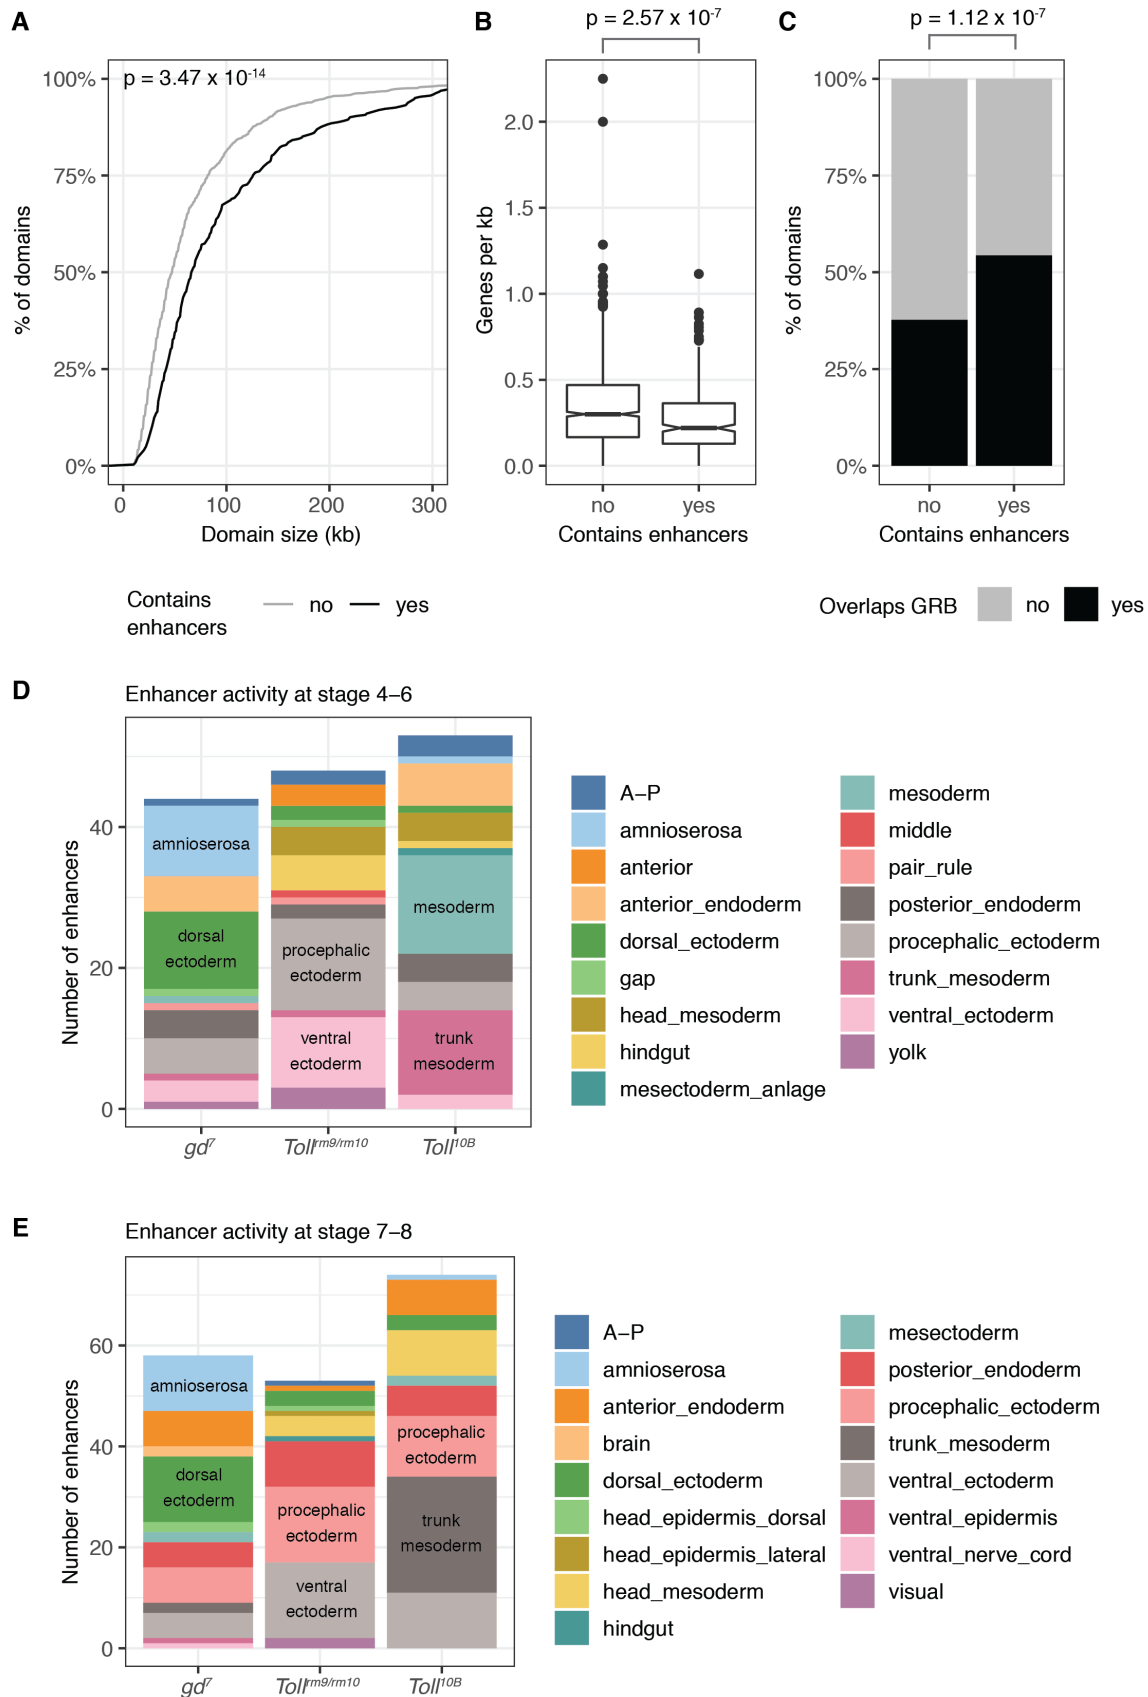 A
p = 3.47 x 10-14
100%
75%
50%
25%
0%
% of domains
0
100
200
300
Domain size (kb)
Contains
enhancers
no
yes
B
p = 2.57 x 10-7
2.0
1.5
1.0
0.5
0.0
Genes per kb
no
yes
Contains enhancers
C
p = 1.12 x 10-7
100%
75%
50%
25%
0%
% of domains
no
yes
Contains enhancers
Overlaps GRB
no
yes
D
Enhancer activity at stage 4–6
Number of enhancers
40
20
0
amnioserosa
dorsal
ectoderm
procephalic
ectoderm
ventral
ectoderm
mesoderm
trunk
mesoderm
gd7
Tollrm9/rm10
Toll10B
A–P
amnioserosa
anterior
anterior_endoderm
dorsal_ectoderm
gap
head_mesoderm
hindgut
mesectoderm_anlage
mesoderm
middle
pair_rule
posterior_endoderm
procephalic_ectoderm
trunk_mesoderm
ventral_ectoderm
yolk
E
Enhancer activity at stage 7–8
Number of enhancers
60
40
20
0
amnioserosa
dorsal
ectoderm
procephalic
ectoderm
ventral
ectoderm
procephalic
ectoderm
trunk
mesoderm
gd7
Tollrm9/rm10
Toll10B
A–P
amnioserosa
anterior_endoderm
brain
dorsal_ectoderm
head_epidermis_dorsal
head_epidermis_lateral
head_mesoderm
hindgut
mesectoderm
posterior_endoderm
procephalic_ectoderm
trunk_mesoderm
ventral_ectoderm
ventral_epidermis
ventral_nerve_cord
visual